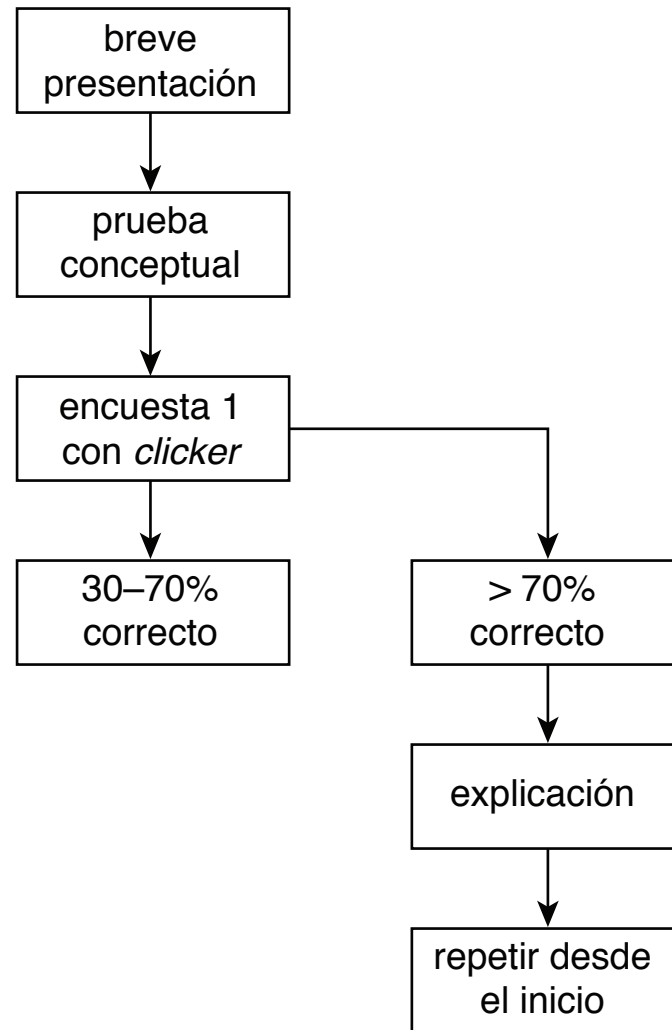 breve
presentación
prueba
conceptual
encuesta 1
con clicker
30–70%
correcto
> 70%
correcto
explicación
repetir desde
el inicio